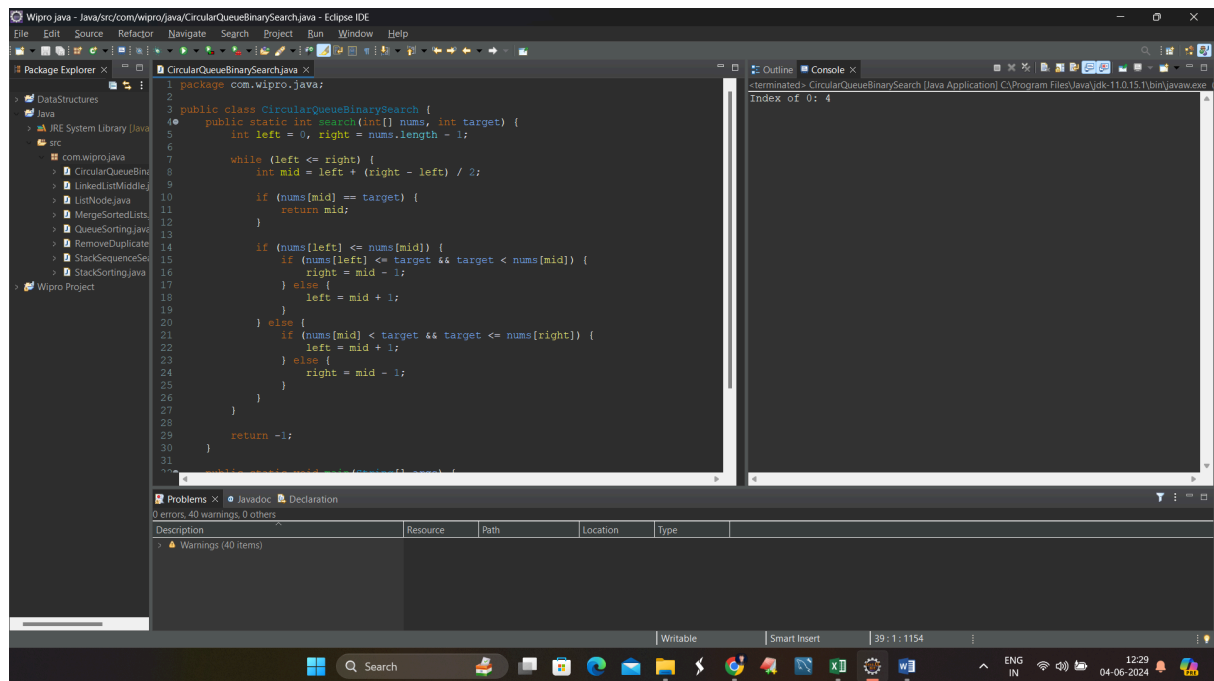 Wipro java - Java/src/com/wipro/java/CircularQueueBinarySearch.java - Eclipse IDE
File Edit Source Refactor Navigate Search Project Run Window Help
Package Explorer
DataStructures
Java
JRE System Library [Java
src
com.wipro.java
CircularQueueBina
LinkedListMiddle.j
ListNode.java
MergeSortedLists.
QueueSorting.java
RemoveDuplicate
StackSequenceSea
StackSorting.java
Wipro Project
CircularQueueBinarySearch.java
1 package com.wipro.java;
2
3 public class CircularQueueBinarySearch {
4 public static int search(int[] nums, int target) {
5 int left = 0, right = nums.length - 1;
6
7 while (left <= right) {
8 int mid = left + (right - left) / 2;
9
10 if (nums[mid] == target) {
11 return mid;
12 }
13
14 if (nums[left] <= nums[mid]) {
15 if (nums[left] <= target && target < nums[mid]) {
16 right = mid - 1;
17 } else {
18 left = mid + 1;
19 }
20 } else {
21 if (nums[mid] < target && target <= nums[right]) {
22 left = mid + 1;
23 } else {
24 right = mid - 1;
25 }
26 }
27 }
28
29 return -1;
30 }
31
public static void main(String[] args) {
Outline Console
<terminated> CircularQueueBinarySearch [Java Application] C:\Program Files\Java\jdk-11.0.15.1\bin\javaw.exe
Index of 0: 4
Problems Javadoc Declaration
0 errors, 40 warnings, 0 others
Description Resource Path Location Type
Warnings (40 items)
Writable Smart Insert 39 : 1 : 1154
Search
ENG
IN
12:29
04-06-2024